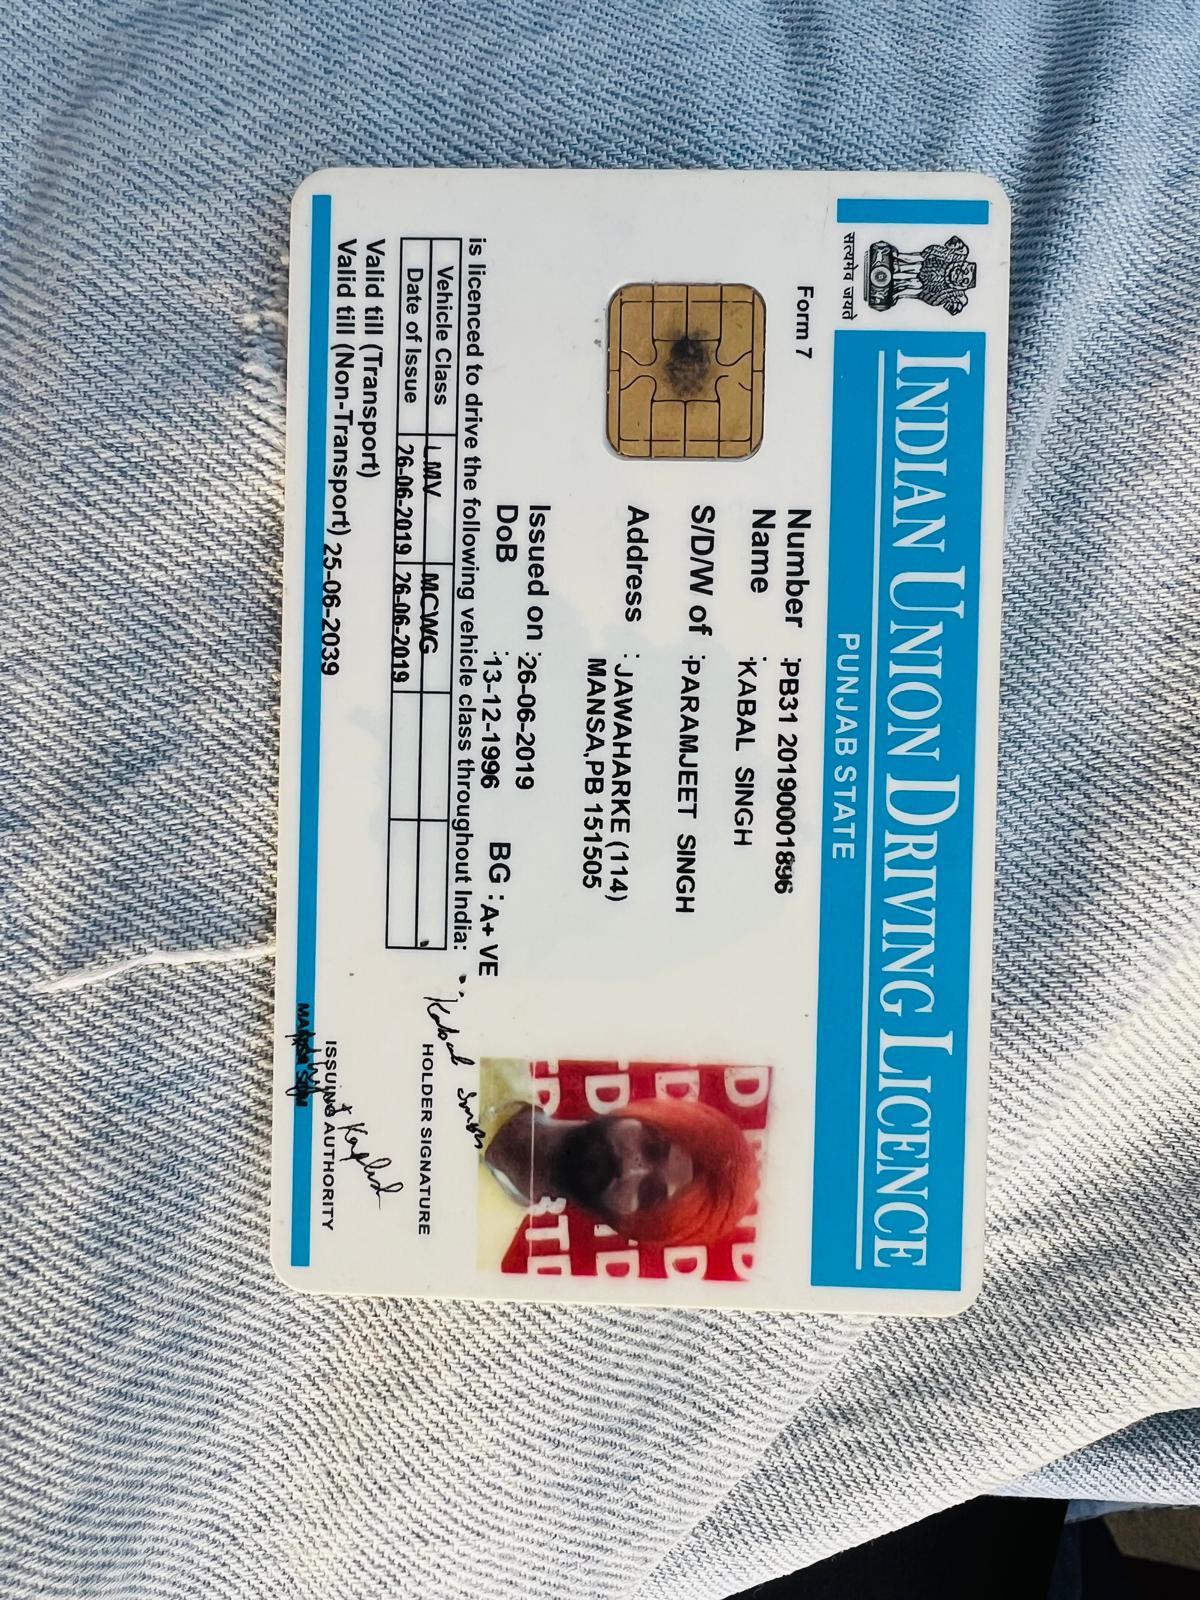 सत्यमेव जयते
INDIAN UNION DRIVING LICENCE
PUNJAB STATE
Form 7
Number : PB31 20190001896
Name : KABAL SINGH
S/D/W of : PARAMJEET SINGH
Address : JAWAHARKE (114)
MANSA,PB 151505
Issued on : 26-06-2019
DoB : 13-12-1996 BG : A+ VE
is licenced to drive the following vehicle class throughout India:
Vehicle Class LMV MCWG
Date of Issue 26-06-2019 26-06-2019
Valid till (Transport)
Valid till (Non-Transport) 25-06-2039
Kabal Singh
HOLDER SIGNATURE
ISSUING AUTHORITY